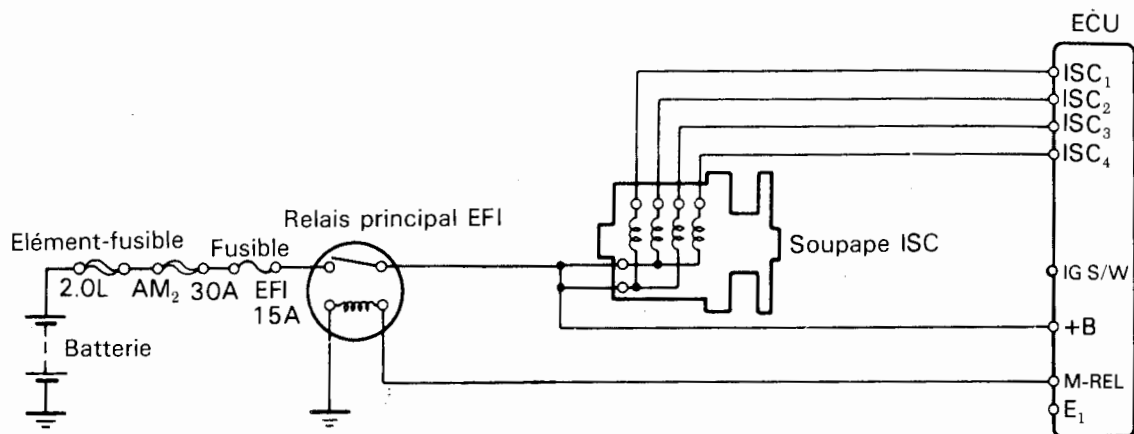 ECU
ISC₁
ISC₂
ISC₃
ISC₄
Relais principal EFI
Elément-fusible
Fusible
Soupape ISC
2.0L
AM₂
30A
EFI
15A
IG S/W
+B
Batterie
M-REL
E₁